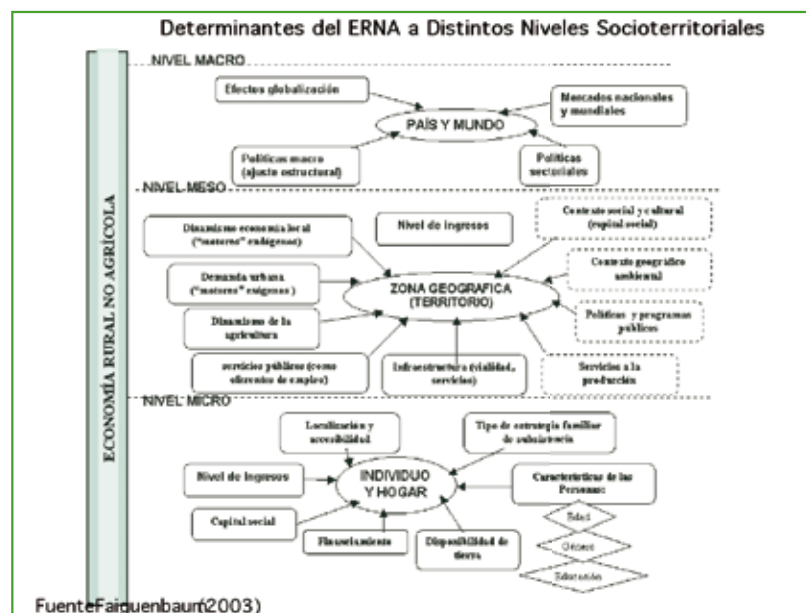 Determinantes del ERNA a Distintos Niveles Socioterritoriales
NIVEL MACRO
Efectos globalización
Mercados nacionales
y mundiales
PAÍS Y MUNDO
Políticas macro
(ajuste estructural)
Políticas
sectoriales
NIVEL MESO
Dinamismo economía local
("motores" endógenos)
Nivel de ingresos
Contexto social y cultural
(capital social)
Demanda urbana
("motores" exógenos )
Contexto geográfico
ambiental
ZONA GEOGRAFICA
(TERRITORIO)
Dinamismo de la
agricultura
Políticas y programas
públicos
servicios públicos (como
oferentes de empleo)
Infraestructura (vialidad,
servicios)
Servicios a la
producción
NIVEL MICRO
Localización y
accesibilidad
Tipo de estrategia familiar
de subsistencia
Nivel de Ingresos
INDIVIDUO
Y HOGAR
Características de las
Personas:
Capital social
Financiamiento
Disponibilidad de
tierra
Edad
Género
Educación
ECONOMÍA RURAL NO AGRÍCOLA
FuenteFaiguenbaum(2003)